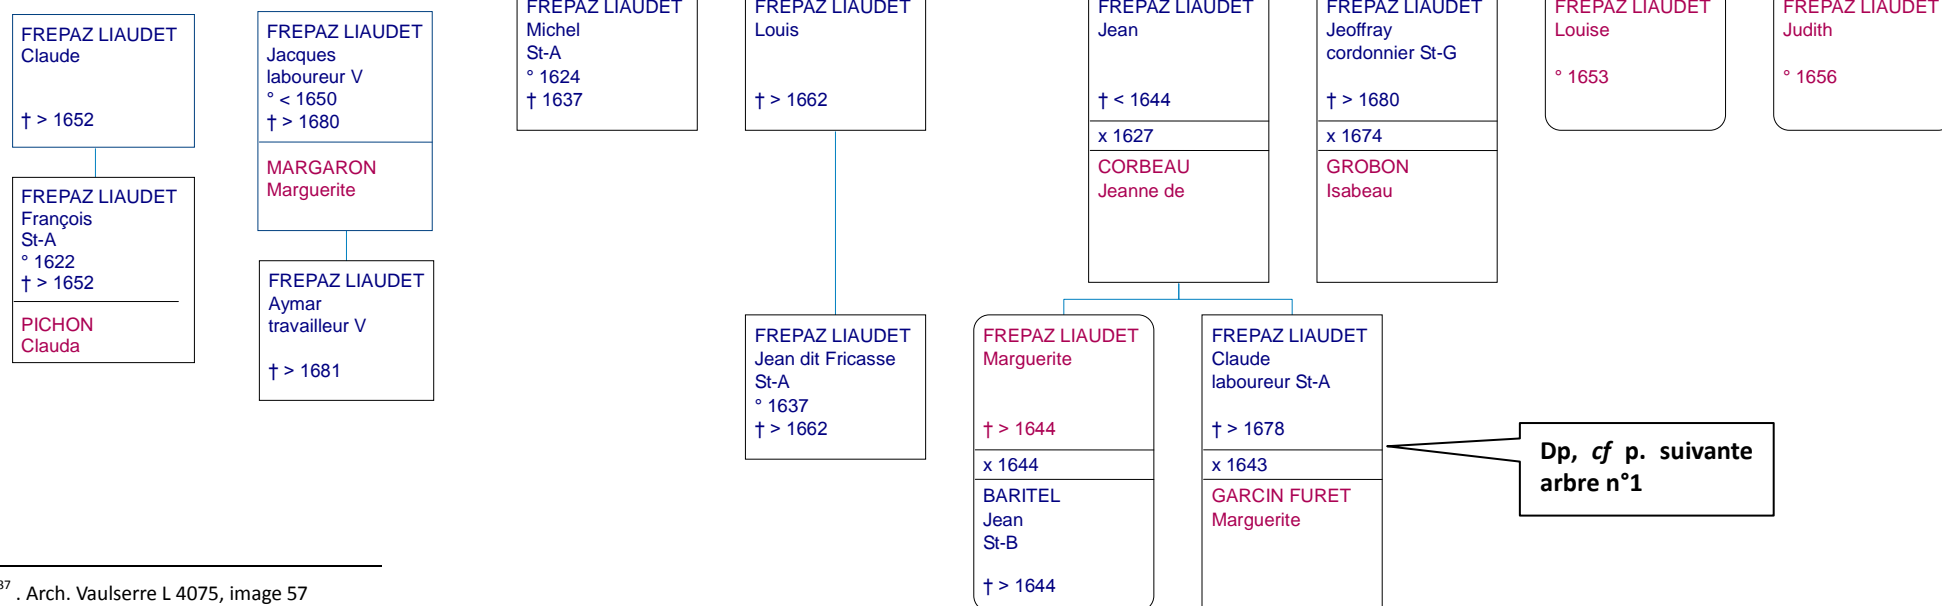 FREPAZ LIAUDET
Claude
† > 1652
FREPAZ LIAUDET
François
St-A
° 1622
† > 1652
PICHON
Clauda
FREPAZ LIAUDET
Jacques
laboureur V
° < 1650
† > 1680
MARGARON
Marguerite
FREPAZ LIAUDET
Aymar
travailleur V
† > 1681
FREPAZ LIAUDET
Michel
St-A
° 1624
† 1637
FREPAZ LIAUDET
Louis
† > 1662
FREPAZ LIAUDET
Jean dit Fricasse
St-A
° 1637
† > 1662
FREPAZ LIAUDET
Jean
† < 1644
x 1627
CORBEAU
Jeanne de
FREPAZ LIAUDET
Jeoffray
cordonnier St-G
† > 1680
x 1674
GROBON
Isabeau
FREPAZ LIAUDET
Louise
° 1653
FREPAZ LIAUDET
Judith
° 1656
FREPAZ LIAUDET
Marguerite
† > 1644
x 1644
BARITEL
Jean
St-B
† > 1644
FREPAZ LIAUDET
Claude
laboureur St-A
† > 1678
x 1643
GARCIN FURET
Marguerite
Dp, cf p. suivante
arbre n°1
37 . Arch. Vaulserre L 4075, image 57